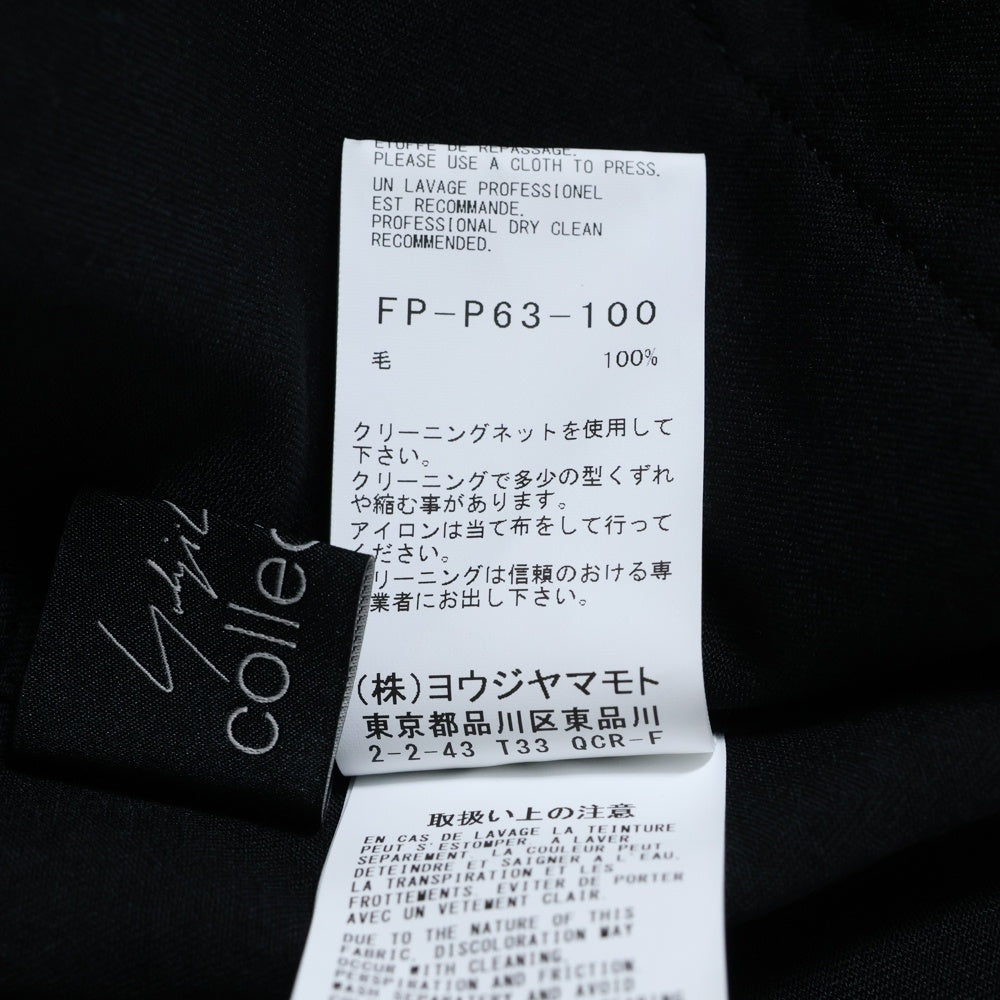 ETOFFE DE REPASSAGE.
PLEASE USE A CLOTH TO PRESS.
UN LAVAGE PROFESSIONEL
EST RECOMMANDE.
PROFESSIONAL DRY CLEAN
RECOMMENDED.
FP-P63-100
毛 100%
クリーニングネットを使用して
下さい。
クリーニングで多少の型くずれ
や縮む事があります。
アイロンは当て布をして行って
ください。
リーニングは信頼のおける専
業者にお出し下さい。
(株)ヨウジヤマモト
東京都品川区東品川
2-2-43 T33 QCR-F
collec
取扱い上の注意
EN CAS DE LAVAGE LA TEINTURE
PEUT S'ESTOMPER. A LAVER
SEPAREMENT. LA COULEUR PEUT
DETEINDRE ET SAIGNER A L'EAU.
LA TRANSPIRATION ET LES
FROTTEMENTS. EVITER DE PORTER
AVEC UN VETEMENT CLAIR.
DUE TO THE NATURE OF THIS
FABRIC, DISCOLORATION MAY
OCCUR WITH CLEANING,
PERSPIRATION AND FRICTION.
WASH SEPARATELY AND AVOID